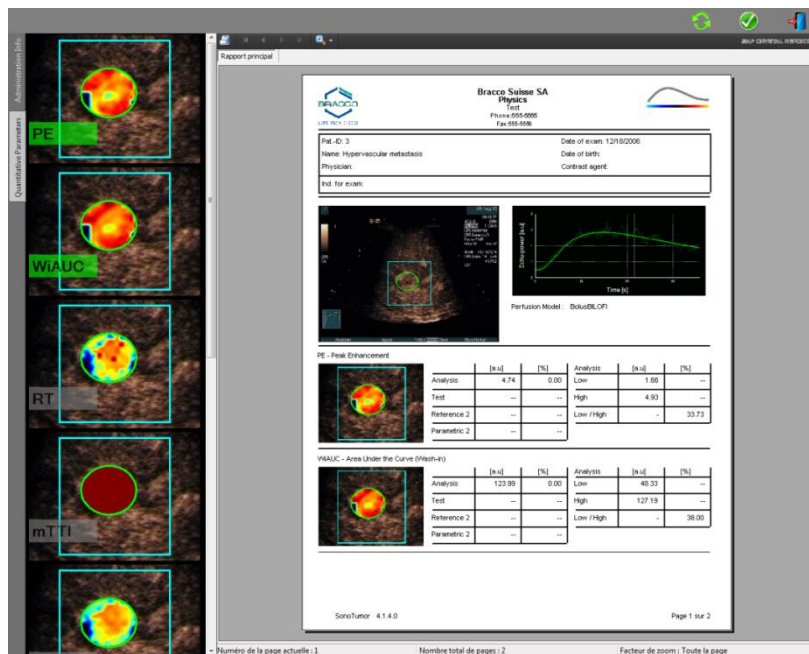 Administration Info
Quantitative Parameters
PE
WiAUC
RT
mTTI
Rapport principal
BRACCO
LIFE FROM INSIDE
Bracco Suisse SA
Physics
Test
Phone:555-5555
Fax:555-5556
Pat.-ID: 3
Date of exam: 12/18/2006
Name: Hypervascular metastasis
Date of birth:
Physician:
Contrast agent:
Ind. for exam:
Echo-power [a.u]
Time [s]
Perfusion Model : BolusBILOFI
PE - Peak Enhancement
[a.u] [%] Analysis [a.u] [%]
Analysis 4.74 0.00 Low 1.66 --
Test -- -- High 4.93 --
Reference 2 -- -- Low / High - 33.73
Parametric 2 -- --
WiAUC - Area Under the Curve (Wash-in)
[a.u] [%] Analysis [a.u] [%]
Analysis 123.99 0.00 Low 48.33 --
Test -- -- High 127.19 --
Reference 2 -- -- Low / High - 38.00
Parametric 2 -- --
SonoTumor 4.1.4.0
Page 1 sur 2
Numéro de la page actuelle : 1
Nombre total de pages : 2
Facteur de zoom : Toute la page